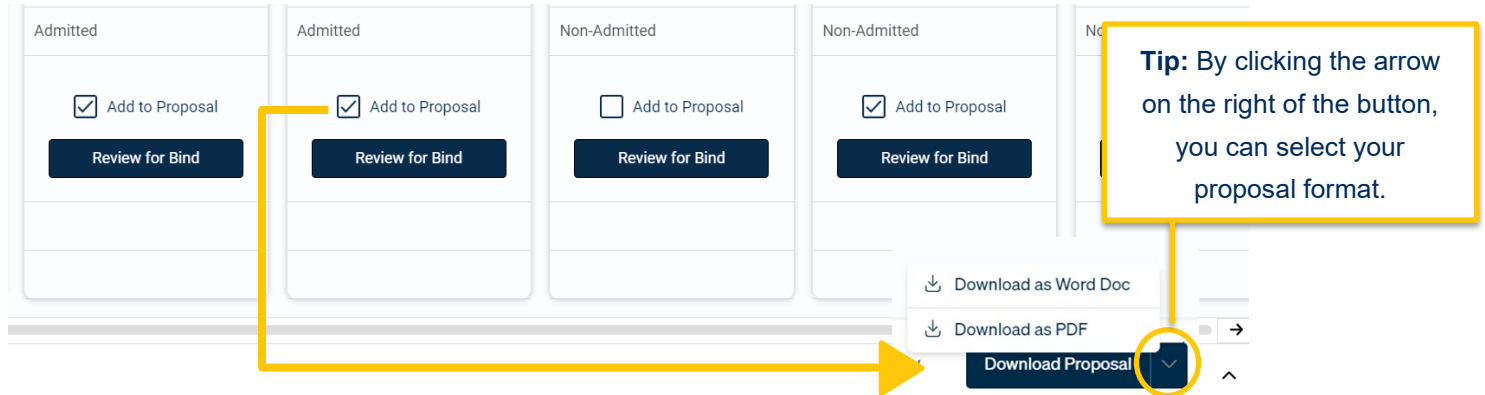 Admitted
Admitted
Non-Admitted
Non-Admitted
Tip: By clicking the arrow
on the right of the button,
you can select your
proposal format.
Add to Proposal
Add to Proposal
Add to Proposal
Add to Proposal
Review for Bind
Review for Bind
Review for Bind
Review for Bind
Download as Word Doc
Download as PDF
Download Proposal